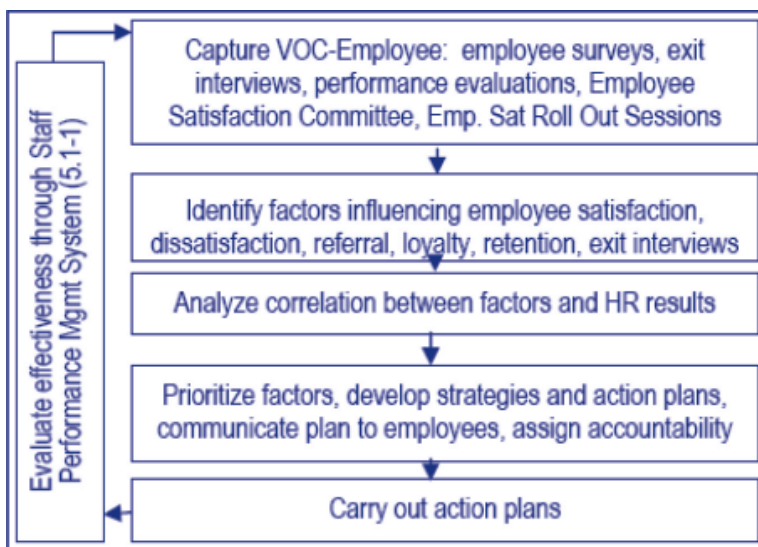 Capture VOC-Employee: employee surveys, exit
interviews, performance evaluations, Employee
Satisfaction Committee, Emp. Sat Roll Out Sessions
Identify factors influencing employee satisfaction,
dissatisfaction, referral, loyalty, retention, exit interviews
Analyze correlation between factors and HR results
Prioritize factors, develop strategies and action plans,
communicate plan to employees, assign accountability
Carry out action plans
Evaluate effectiveness through Staff
Performance Mgmt System (5.1-1)